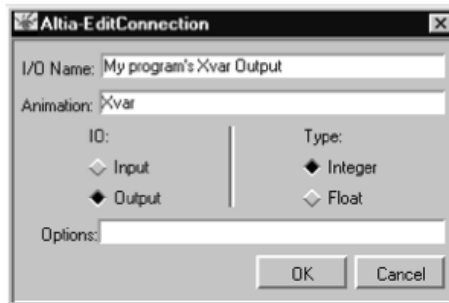 Altia-EditConnection
I/O Name: My program's Xvar Output
Animation: Xvar
IO: Type:
Input Integer
Output Float
Options:
OK Cancel